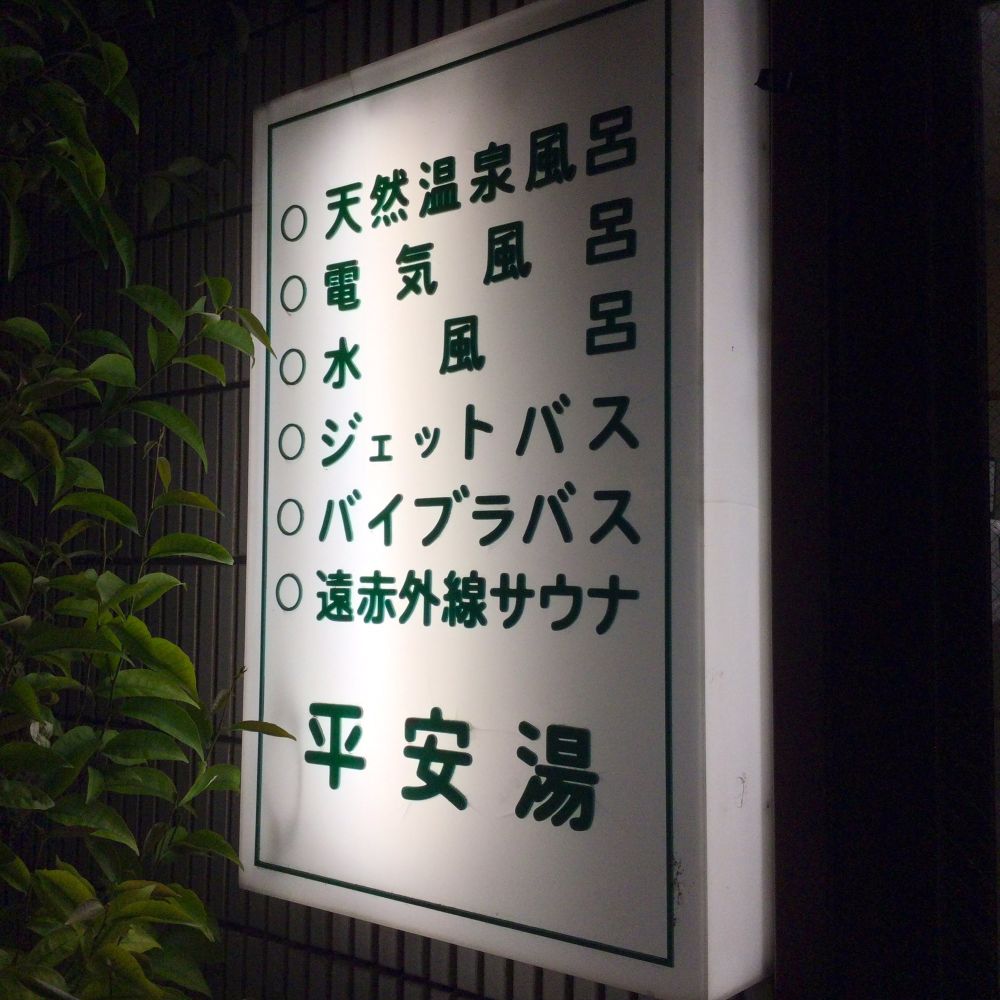 ○ 天然温泉風呂
○ 電気風呂
○ 水風呂
○ ジェットバス
○ バイブラバス
○ 遠赤外線サウナ
平安湯